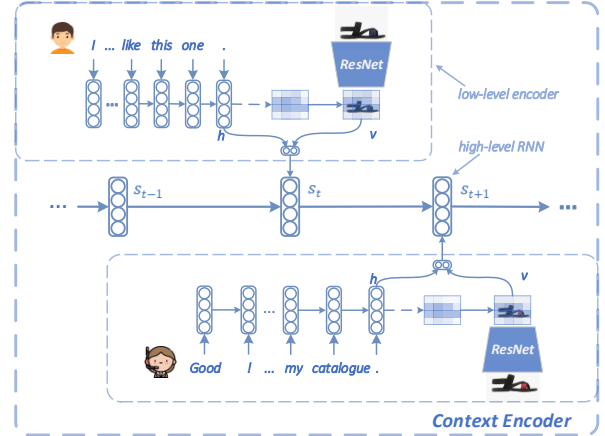 I ... like this one .
ResNet
h
v
low-level encoder
high-level RNN
... s_{t-1} s_t s_{t+1} ...
h
v
Good I ... my catalogue .
ResNet
Context Encoder